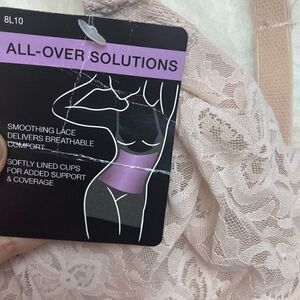 8L10
ALL-OVER SOLUTIONS
SMOOTHING LACE
DELIVERS BREATHABLE
COMFORT
SOFTLY LINED CUPS
FOR ADDED SUPPORT
& COVERAGE